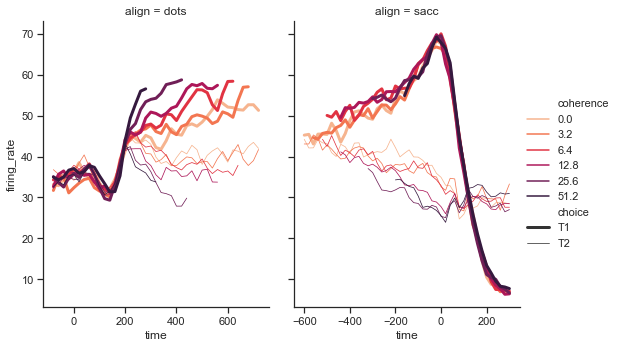 align = dots
align = sacc
70
60
50
40
30
20
10
firing_rate
0
200
400
600
time
−600
−400
−200
0
200
time
coherence
0.0
3.2
6.4
12.8
25.6
51.2
choice
T1
T2